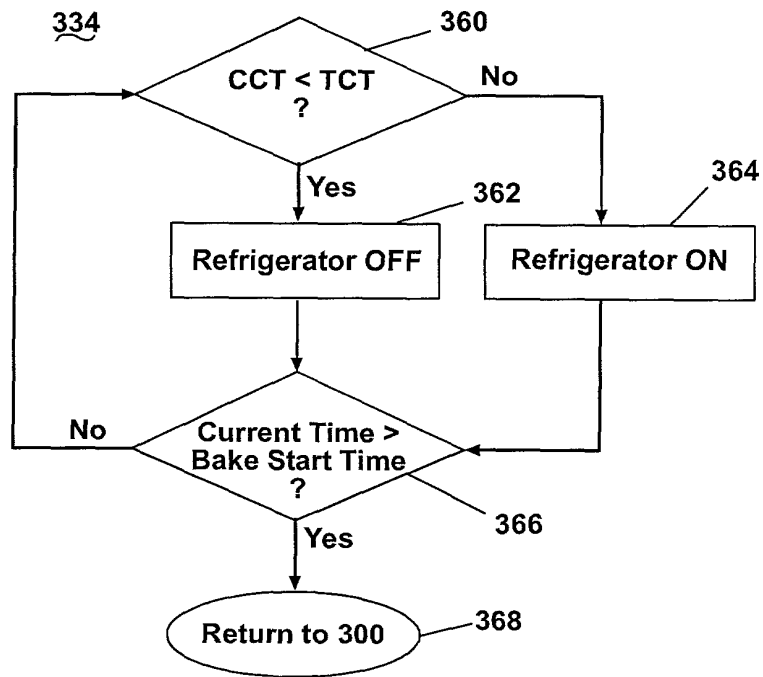 334
360
CCT < TCT
?
No
Yes
362
364
Refrigerator OFF
Refrigerator ON
No
Current Time >
Bake Start Time
?
366
Yes
Return to 300
368